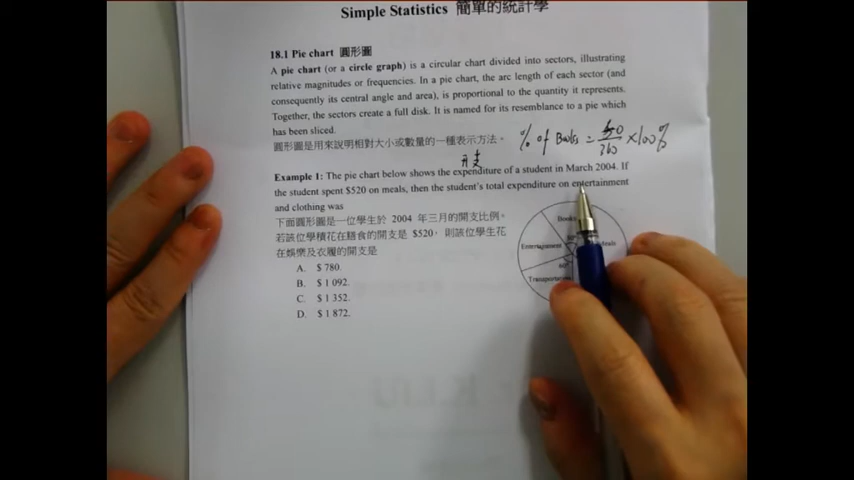 Simple Statistics 簡單的統計學
18.1 Pie chart 圓形圖
A pie chart (or a circle graph) is a circular chart divided into sectors, illustrating
relative magnitudes or frequencies. In a pie chart, the arc length of each sector (and
consequently its central angle and area), is proportional to the quantity it represents.
Together, the sectors create a full disk. It is named for its resemblance to a pie which
has been sliced.
圓形圖是用來說明相對大小或數量的一種表示方法。
% of Books = 50/360 × 100%
Example 1: The pie chart below shows the expenditure of a student in March 2004. If
the student spent $520 on meals, then the student's total expenditure on entertainment
and clothing was
下面圓形圖是一位學生於 2004 年三月的開支比例。
若該位學積花在膳食的開支是 $520，則該位學生花
在娛樂及衣履的開支是
A. $ 780.
B. $ 1 092.
C. $ 1 352.
D. $ 1 872.
Books
Entertainment
Meals
Transportation